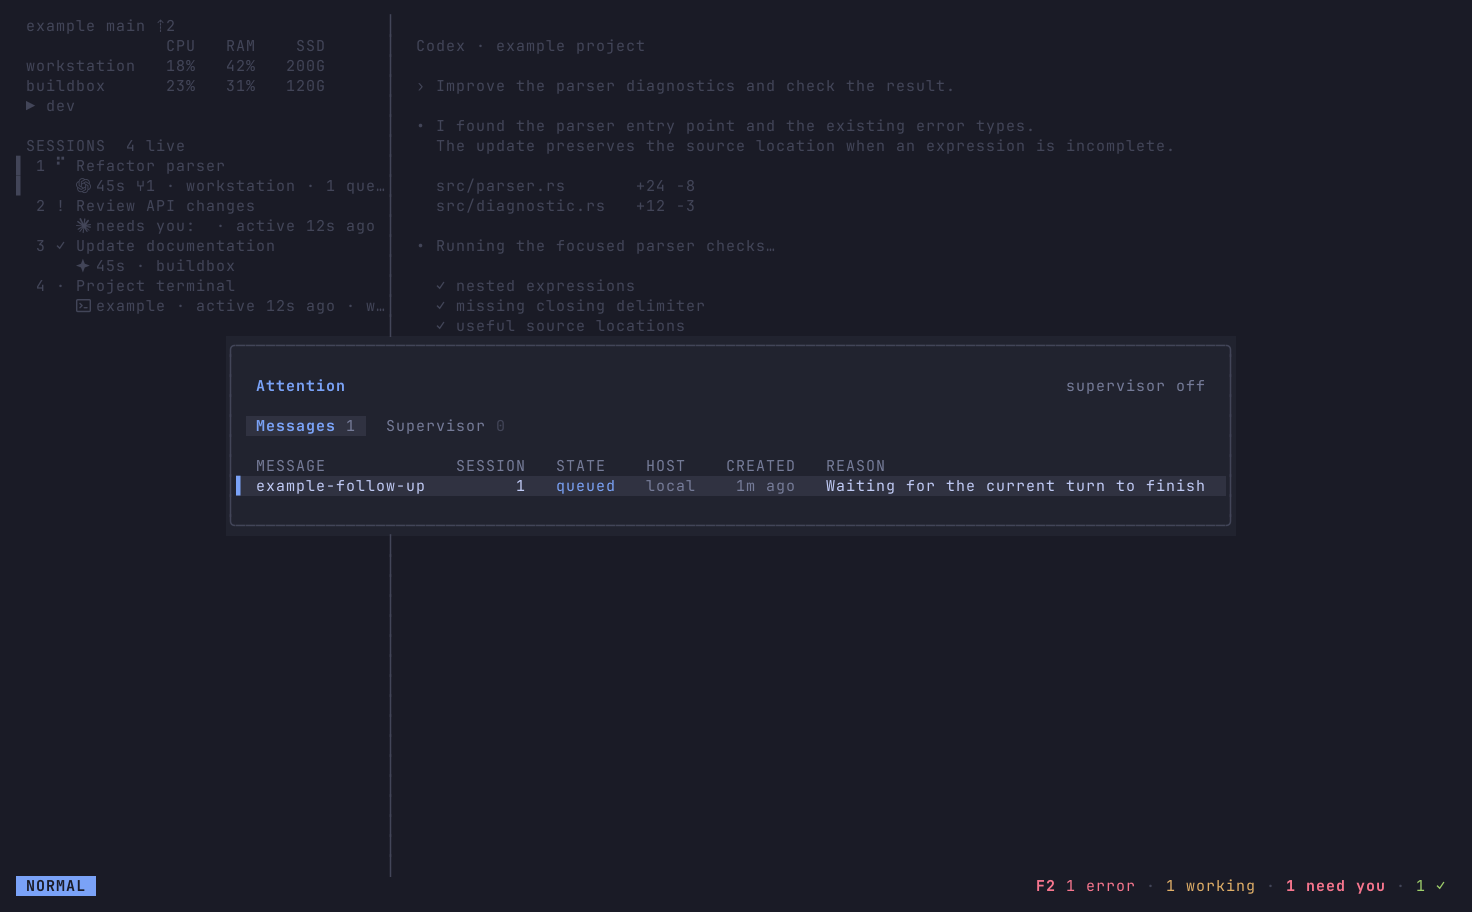 example main ↑2
CPU RAM SSD
workstation 18% 42% 200G
buildbox 23% 31% 120G
▶ dev
SESSIONS 4 live
1 Refactor parser
45s 1 · workstation · 1 que…
2 ! Review API changes
needs you: · active 12s ago
3 ✓ Update documentation
45s · buildbox
4 · Project terminal
example · active 12s ago · w…
Codex · example project
› Improve the parser diagnostics and check the result.
• I found the parser entry point and the existing error types.
The update preserves the source location when an expression is incomplete.
src/parser.rs +24 -8
src/diagnostic.rs +12 -3
• Running the focused parser checks…
✓ nested expressions
✓ missing closing delimiter
✓ useful source locations
Attention supervisor off
Messages 1 Supervisor 0
MESSAGE SESSION STATE HOST CREATED REASON
example-follow-up 1 queued local 1m ago Waiting for the current turn to finish
NORMAL F2 1 error · 1 working · 1 need you · 1 ✓